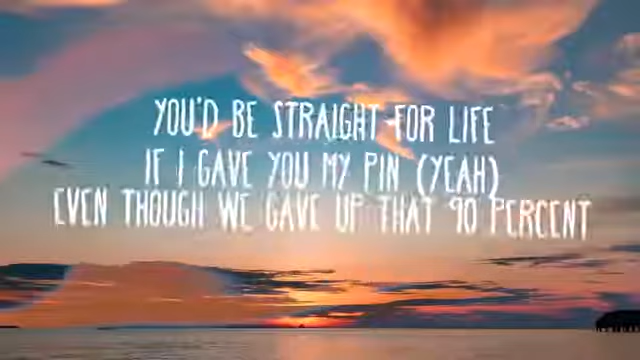 YOU'D BE STRAIGHT FOR LIFE
IF I GAVE YOU MY PIN (YEAH)
EVEN THOUGH WE GAVE UP THAT 90 PERCENT